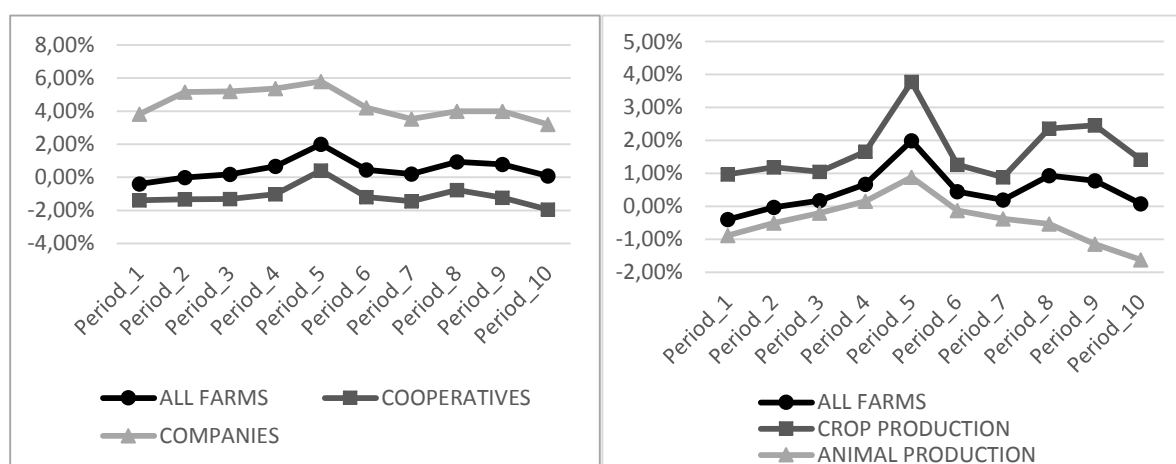 8,00%
6,00%
4,00%
2,00%
0,00%
-2,00%
-4,00%
Period_1
Period_2
Period_3
Period_4
Period_5
Period_6
Period_7
Period_8
Period_9
Period_10
ALL FARMS
COOPERATIVES
COMPANIES
5,00%
4,00%
3,00%
2,00%
1,00%
0,00%
-1,00%
-2,00%
Period_1
Period_2
Period_3
Period_4
Period_5
Period_6
Period_7
Period_8
Period_9
Period_10
ALL FARMS
CROP PRODUCTION
ANIMAL PRODUCTION